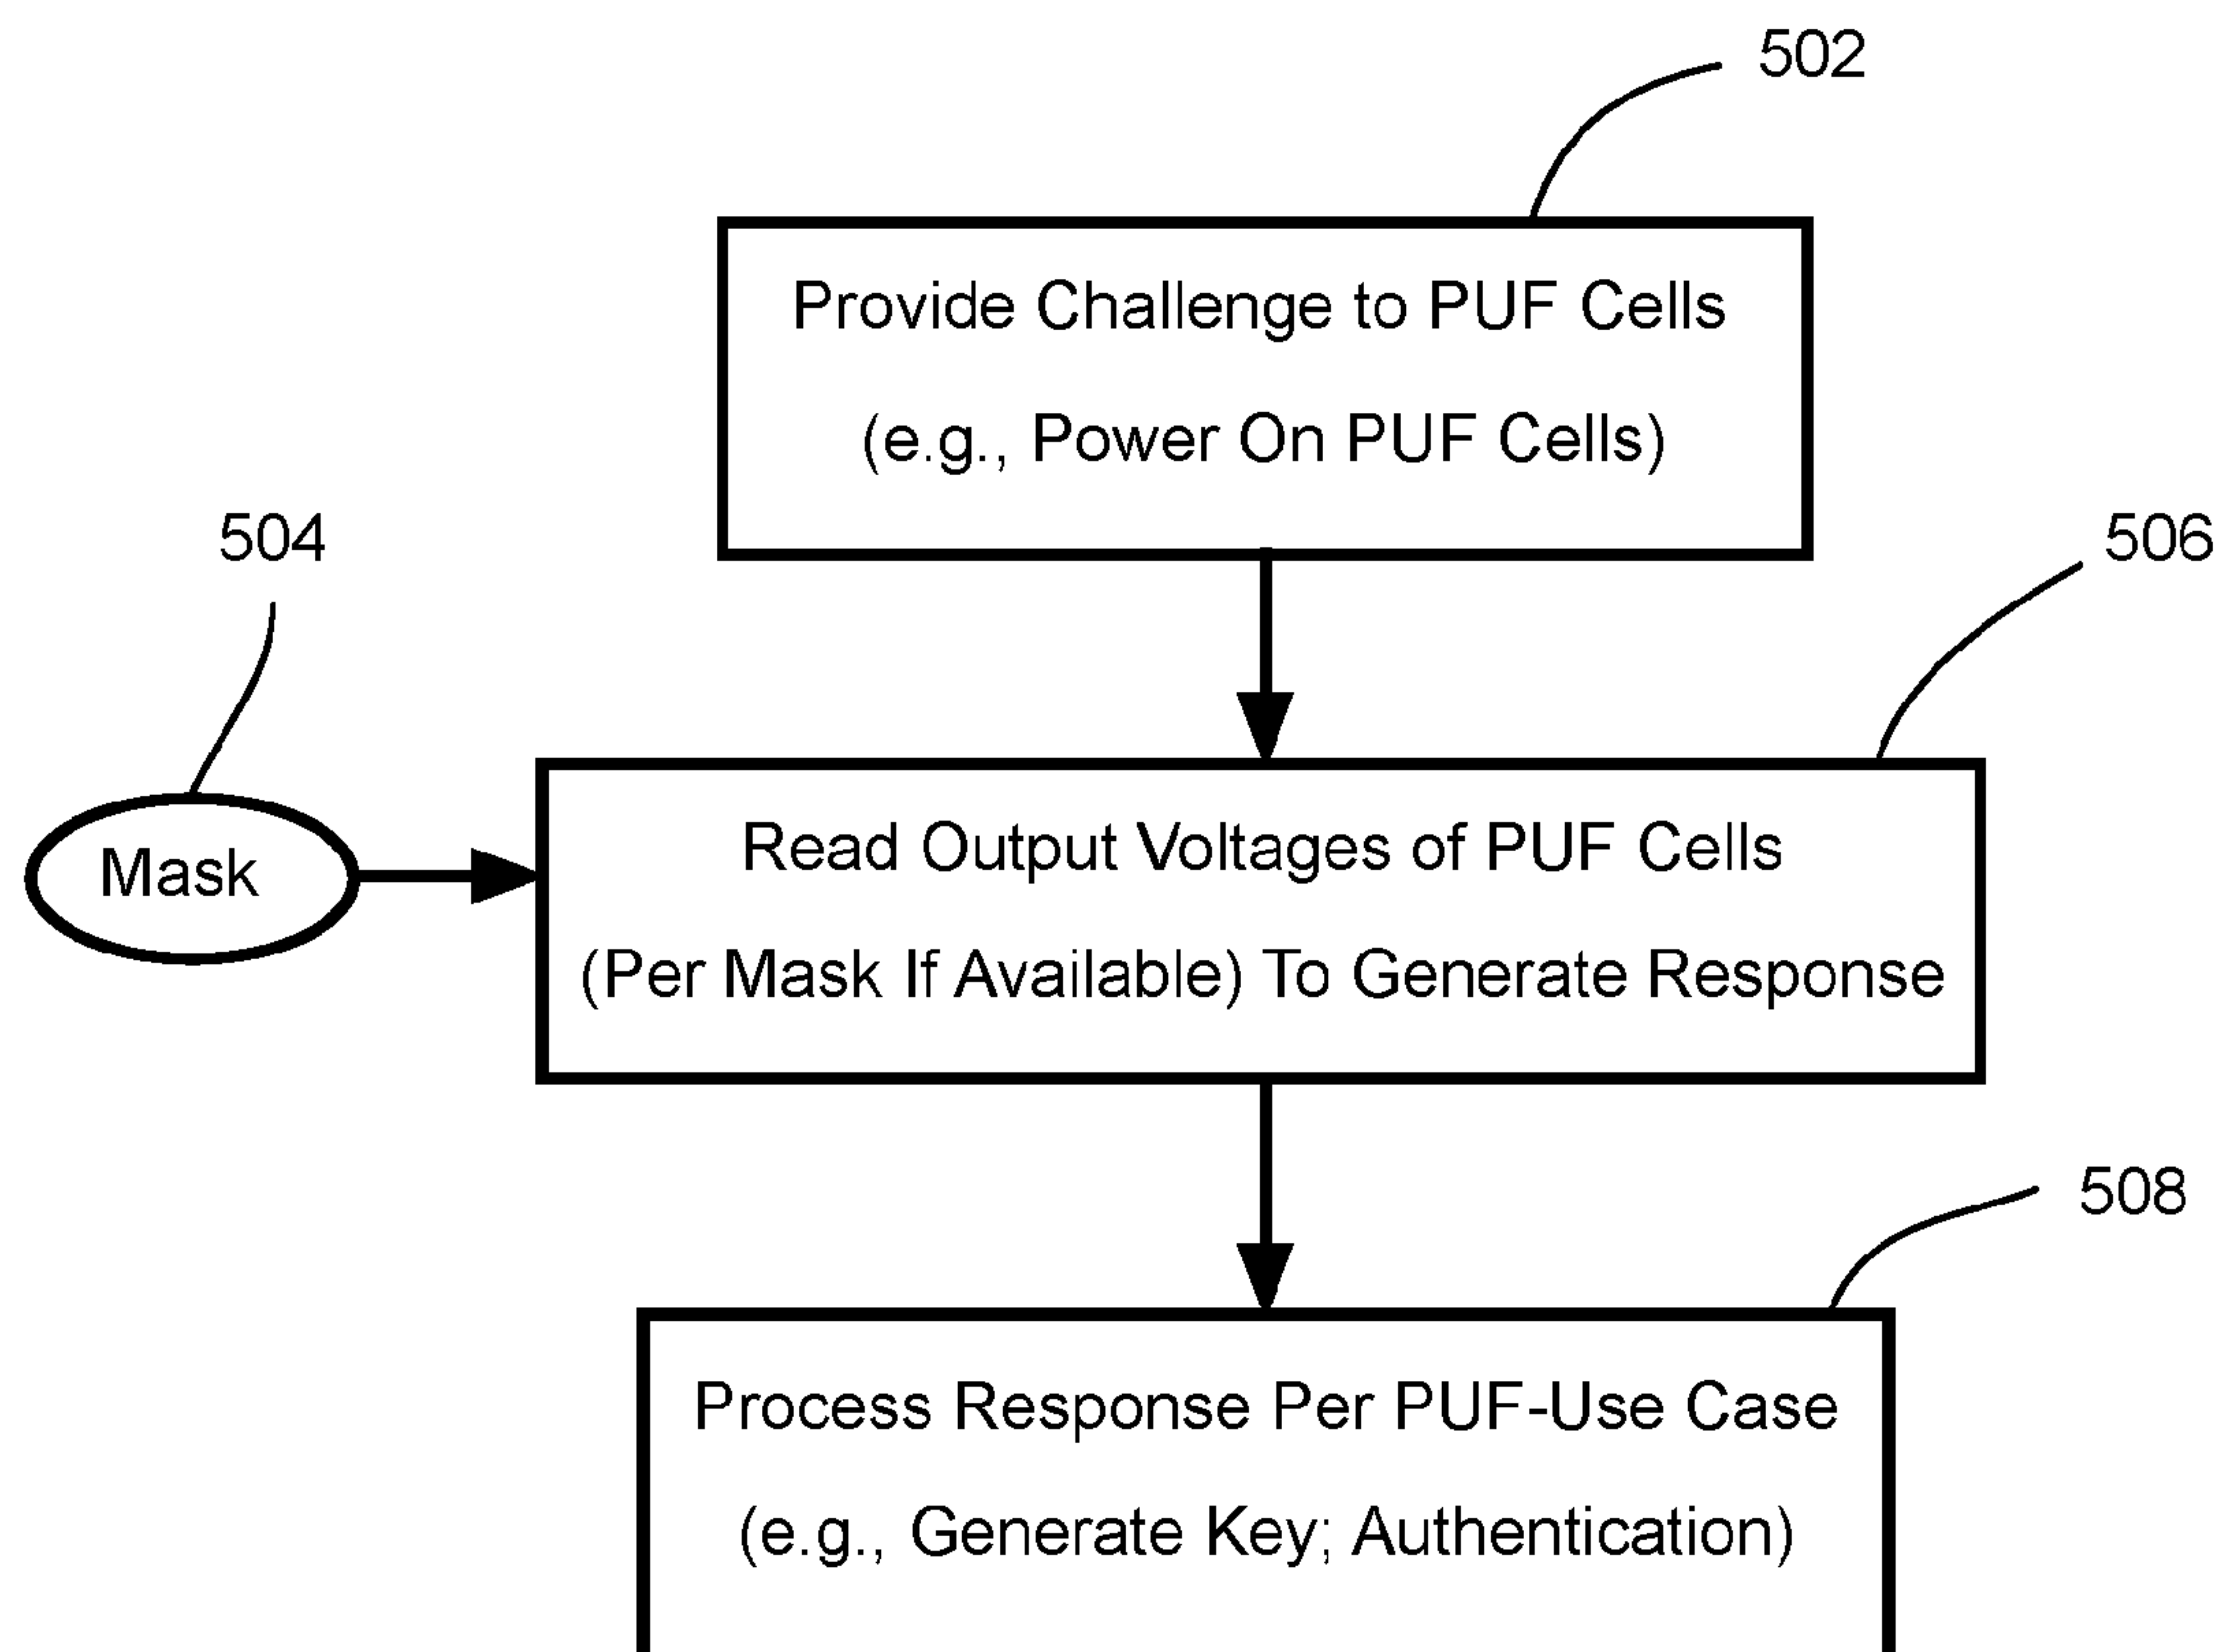 502
Provide Challenge to PUF Cells
(e.g., Power On PUF Cells)
504
506
Mask
Read Output Voltages of PUF Cells
(Per Mask If Available) To Generate Response
508
Process Response Per PUF-Use Case
(e.g., Generate Key; Authentication)